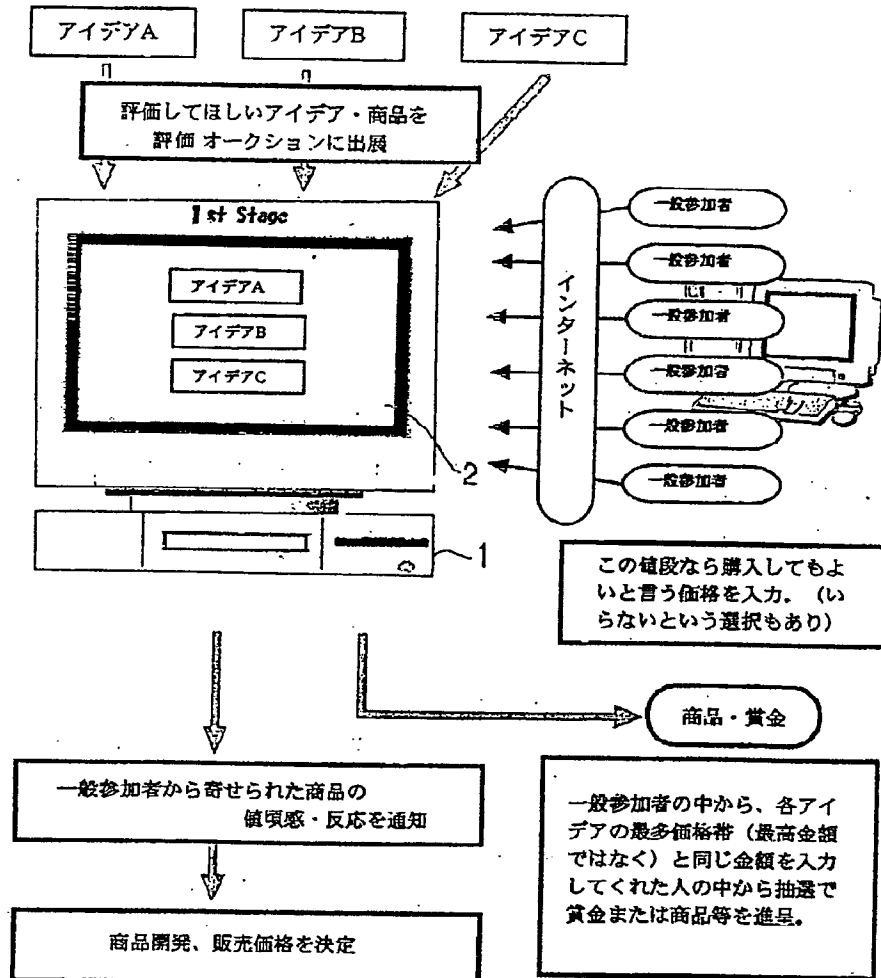 アイデアA
アイデアB
アイデアC
評価してほしいアイデア・商品を
評価 オークションに出展
1st Stage
アイデアA
アイデアB
アイデアC
2
1
インターネット
一般参加者
一般参加者
一般参加者
一般参加者
一般参加者
一般参加者
この値段なら購入してもよ
いと言う価格を入力。（い
らないという選択もあり）
商品・賞金
一般参加者から寄せられた商品の
値頃感・反応を通知
商品開発、販売価格を決定
一般参加者の中から、各アイ
デアの最多価格帯（最高金額
ではなく）と同じ金額を入力
してくれた人の中から抽選で
賞金または商品等を進呈。